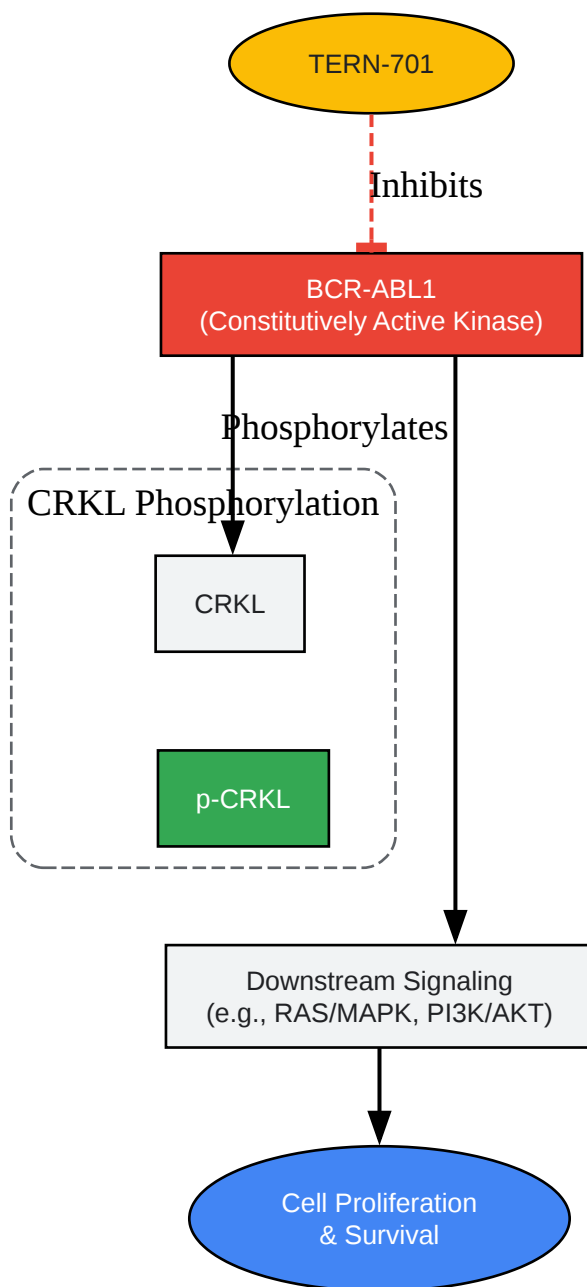 TERN-701
Inhibits
BCR-ABL1
(Constitutively Active Kinase)
Phosphorylates
CRKL Phosphorylation
CRKL
p-CRKL
Downstream Signaling
(e.g., RAS/MAPK, PI3K/AKT)
Cell Proliferation
& Survival